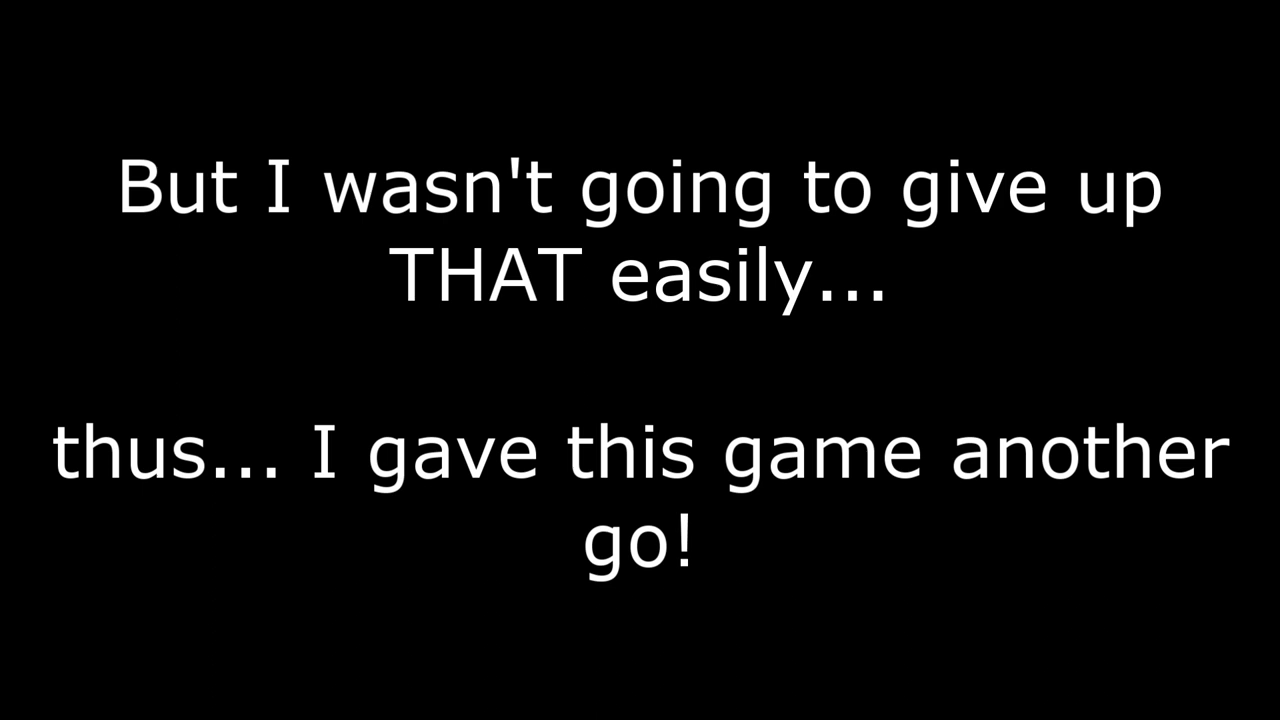 But I wasn't going to give up
THAT easily...
thus... I gave this game another
go!